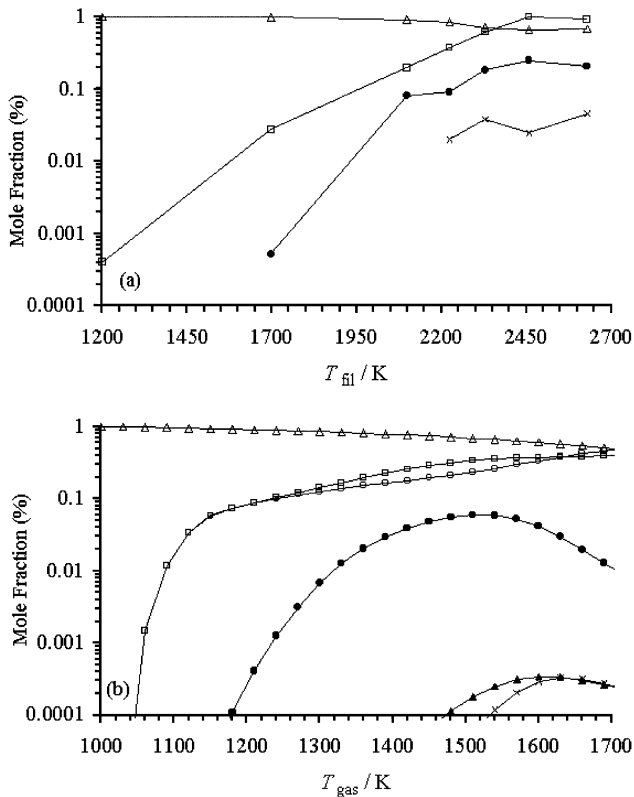 Mole Fraction (%)
1
0.1
0.01
0.001
0.0001
(a)
1200 1450 1700 1950 2200 2450 2700
T fil / K
Mole Fraction (%)
1
0.1
0.01
0.001
0.0001
(b)
1000 1100 1200 1300 1400 1500 1600 1700
T gas / K